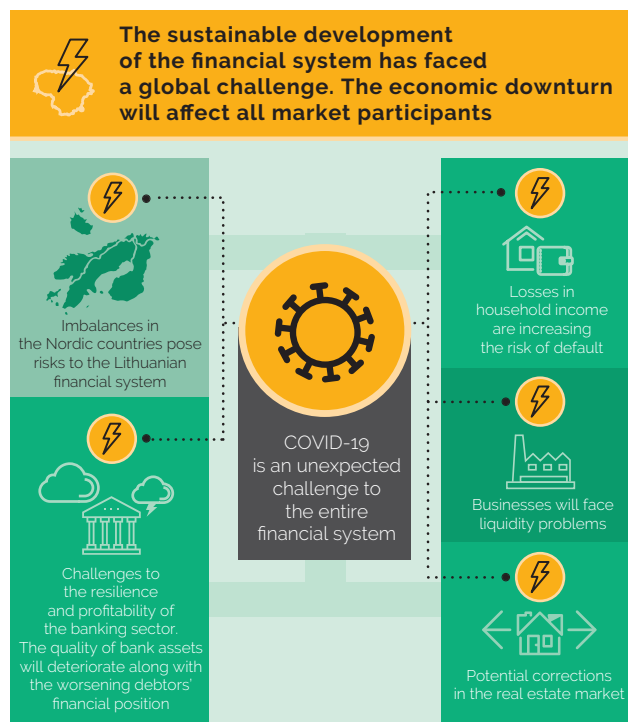 The sustainable development
of the financial system has faced
a global challenge. The economic downturn
will affect all market participants
Imbalances in
the Nordic countries pose
risks to the Lithuanian
financial system
Challenges to
the resilience
and profitability of
the banking sector.
The quality of bank assets
will deteriorate along with
the worsening debtors'
financial position
COVID-19
is an unexpected
challenge to
the entire
financial system
Losses in
household income
are increasing
the risk of default
Businesses will face
liquidity problems
Potential corrections
in the real estate market